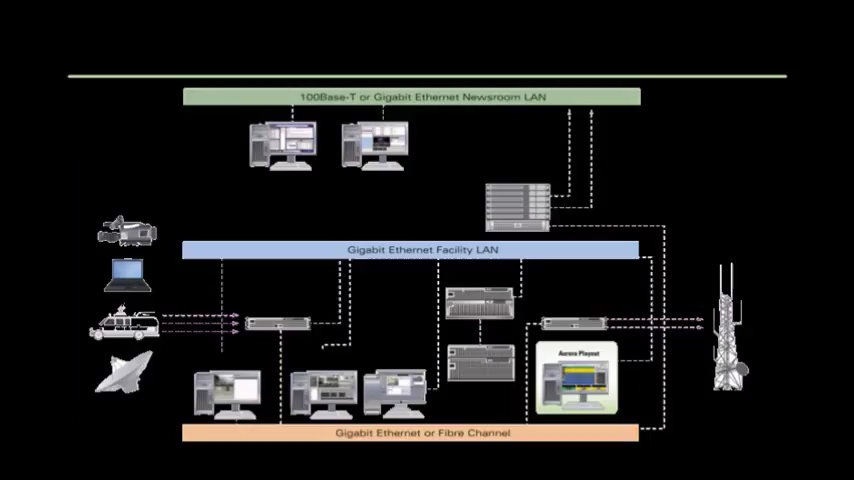 100Base-T or Gigabit Ethernet Newsroom LAN
Gigabit Ethernet Facility LAN
Aurora Playout
Gigabit Ethernet or Fibre Channel